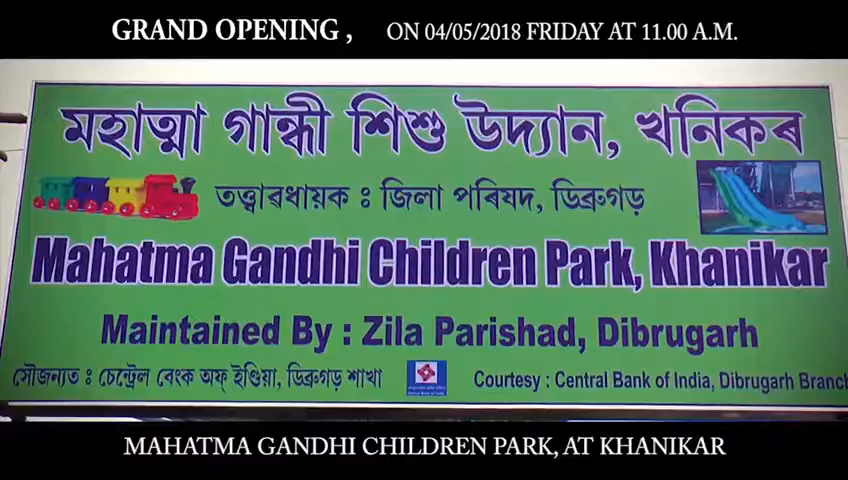 GRAND OPENING , ON 04/05/2018 FRIDAY AT 11.00 A.M.
মহাত্মা গান্ধী শিশু উদ্যান, খনিকৰ
তত্ত্বাৱধায়ক : জিলা পৰিষদ, ডিব্ৰুগড়
Mahatma Gandhi Children Park, Khanikar
Maintained By : Zila Parishad, Dibrugarh
সৌজন্যত : চেন্ট্ৰেল বেংক অফ্ ইণ্ডিয়া, ডিব্ৰুগড় শাখা
Courtesy : Central Bank of India, Dibrugarh Branch
MAHATMA GANDHI CHILDREN PARK, AT KHANIKAR